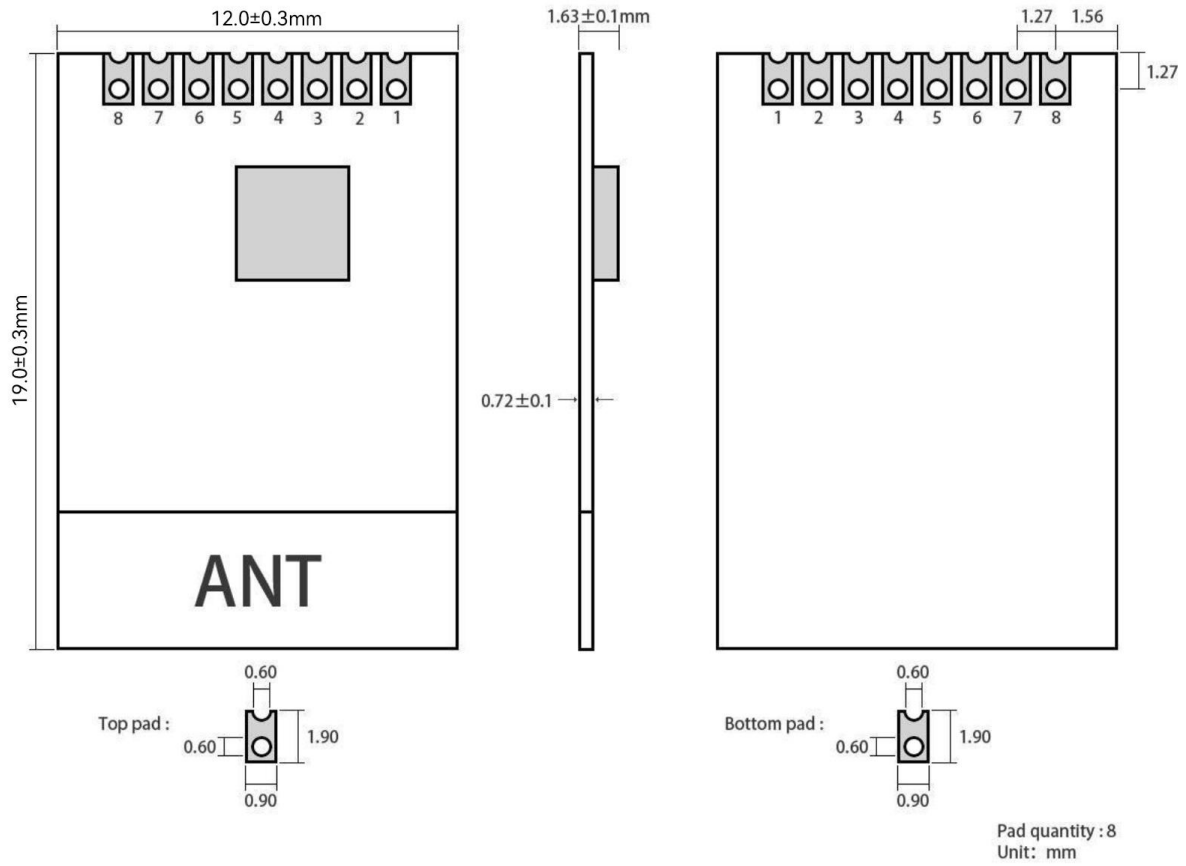 12.0±0.3mm
1.63±0.1mm
1.27
1.56
1.27
8 7 6 5 4 3 2 1
1 2 3 4 5 6 7 8
19.0±0.3mm
0.72±0.1
ANT
0.60
Top pad :
0.60
1.90
0.90
0.60
Bottom pad :
0.60
1.90
0.90
Pad quantity : 8
Unit: mm